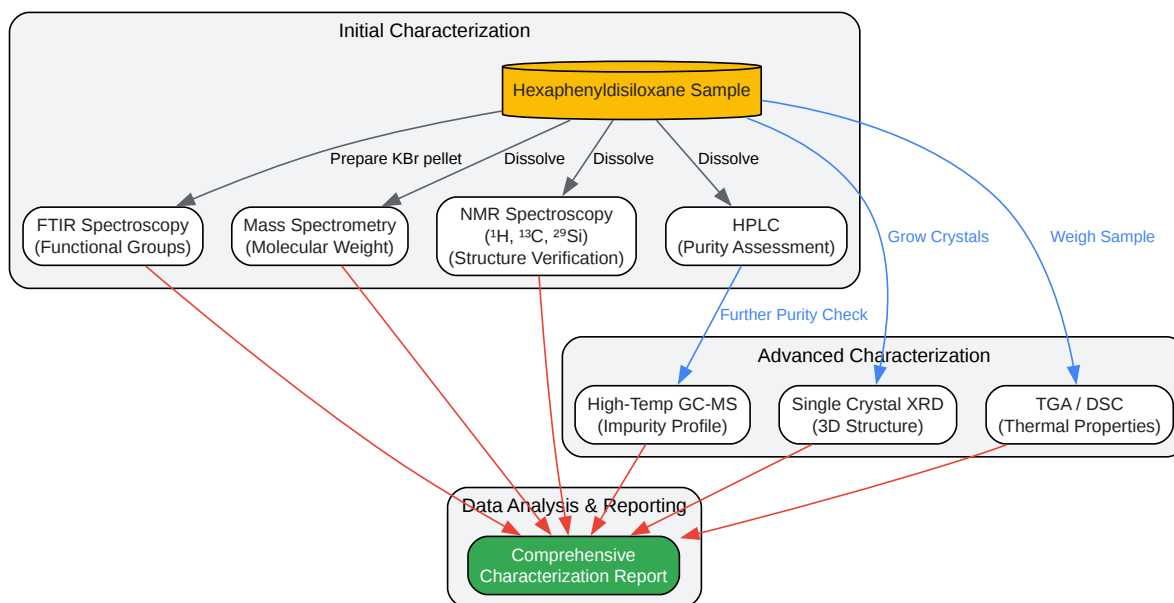 Initial Characterization
Hexaphenyldisiloxane Sample
Prepare KBr pellet
Dissolve
Dissolve
Dissolve
FTIR Spectroscopy
(Functional Groups)
Mass Spectrometry
(Molecular Weight)
NMR Spectroscopy
(¹H, ¹³C, ²⁹Si)
(Structure Verification)
HPLC
(Purity Assessment)
Grow Crystals
Weigh Sample
Further Purity Check
Advanced Characterization
High-Temp GC-MS
(Impurity Profile)
Single Crystal XRD
(3D Structure)
TGA / DSC
(Thermal Properties)
Data Analysis & Reporting
Comprehensive
Characterization Report